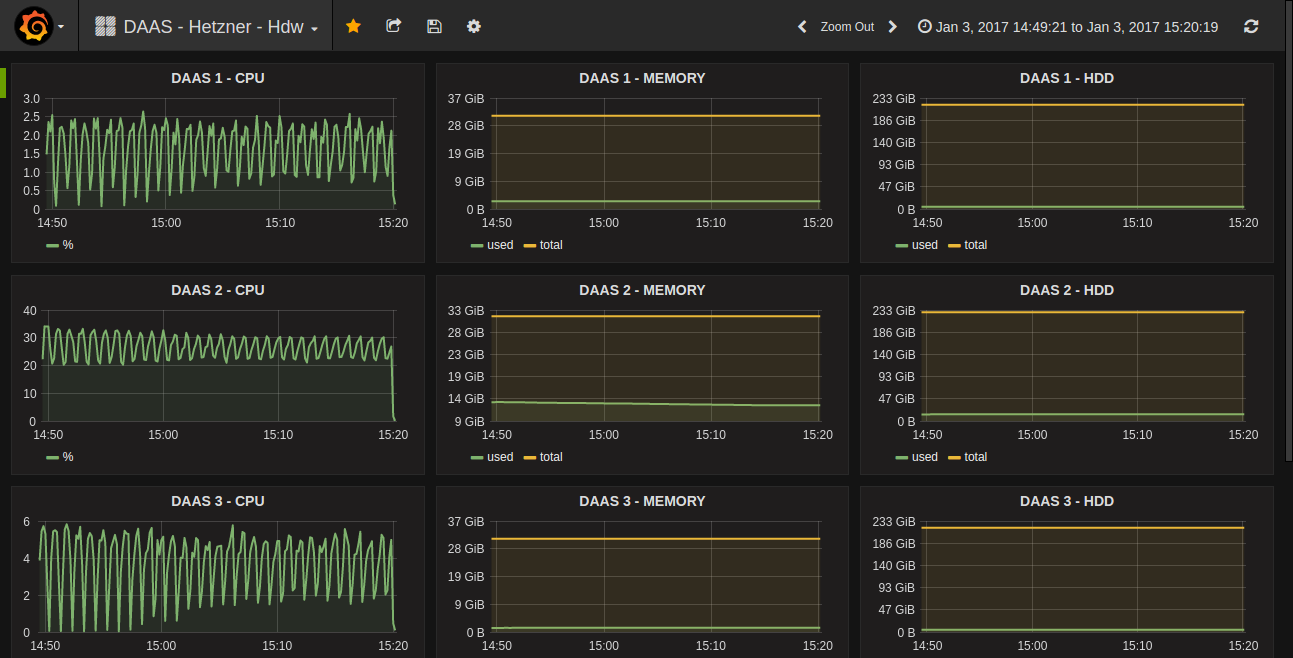 DAAS - Hetzner - Hdw
Zoom Out
Jan 3, 2017 14:49:21 to Jan 3, 2017 15:20:19
DAAS 1 - CPU
3.0
2.5
2.0
1.5
1.0
0.5
0
14:50 15:00 15:10 15:20
%
DAAS 1 - MEMORY
37 GiB
28 GiB
19 GiB
9 GiB
0 B
14:50 15:00 15:10 15:20
used total
DAAS 1 - HDD
233 GiB
186 GiB
140 GiB
93 GiB
47 GiB
0 B
14:50 15:00 15:10 15:20
used total
DAAS 2 - CPU
40
30
20
10
0
14:50 15:00 15:10 15:20
%
DAAS 2 - MEMORY
33 GiB
28 GiB
23 GiB
19 GiB
14 GiB
9 GiB
14:50 15:00 15:10 15:20
used total
DAAS 2 - HDD
233 GiB
186 GiB
140 GiB
93 GiB
47 GiB
0 B
14:50 15:00 15:10 15:20
used total
DAAS 3 - CPU
6
4
2
0
14:50 15:00 15:10 15:20
DAAS 3 - MEMORY
37 GiB
28 GiB
19 GiB
9 GiB
0 B
14:50 15:00 15:10 15:20
DAAS 3 - HDD
233 GiB
186 GiB
140 GiB
93 GiB
47 GiB
0 B
14:50 15:00 15:10 15:20